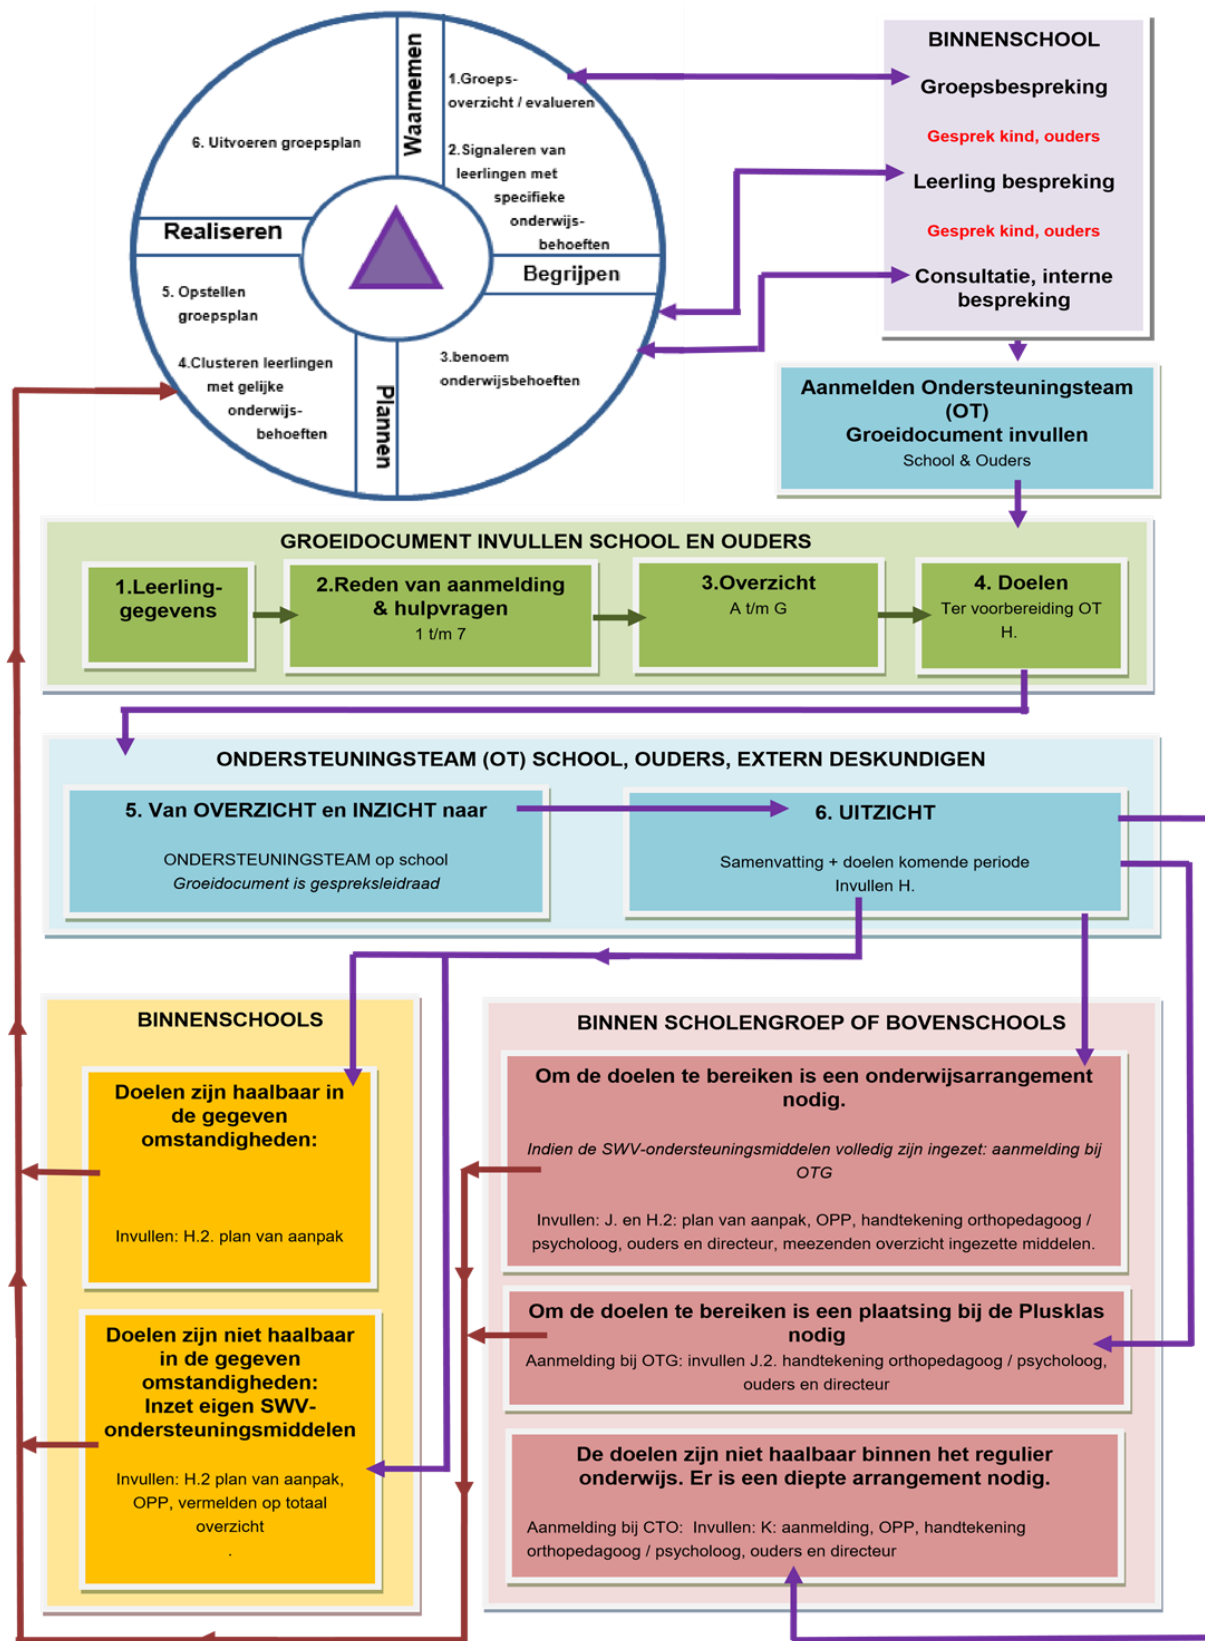 Waarnemen
1.Groeps-
overzicht / evalueren
2.Signaleren van
leerlingen met
specifieke
onderwijs-
behoeften
Begrijpen
3.benoem
onderwijsbehoeften
Plannen
4.Clusteren leerlingen
met gelijke
onderwijs-
behoeften
5. Opstellen
groepsplan
Realiseren
6. Uitvoeren groepsplan
BINNENSCHOOL
Groepsbespreking
Gesprek kind, ouders
Leerling bespreking
Gesprek kind, ouders
Consultatie, interne
bespreking
Aanmelden Ondersteuningsteam
(OT)
Groeidocument invullen
School & Ouders
GROEIDOCUMENT INVULLEN SCHOOL EN OUDERS
1.Leerling-
gegevens
2.Reden van aanmelding
& hulpvragen
1 t/m 7
3.Overzicht
A t/m G
4. Doelen
Ter voorbereiding OT
H.
ONDERSTEUNINGSTEAM (OT) SCHOOL, OUDERS, EXTERN DESKUNDIGEN
5. Van OVERZICHT en INZICHT naar
ONDERSTEUNINGSTEAM op school
Groeidocument is gespreksleidraad
6. UITZICHT
Samenvatting + doelen komende periode
Invullen H.
BINNENSCHOOLS
Doelen zijn haalbaar in
de gegeven
omstandigheden:
Invullen: H.2. plan van aanpak
Doelen zijn niet haalbaar
in de gegeven
omstandigheden:
Inzet eigen SWV-
ondersteuningsmiddelen
Invullen: H.2 plan van aanpak,
OPP, vermelden op totaal
overzicht
.
BINNEN SCHOLENGROEP OF BOVENSCHOOLS
Om de doelen te bereiken is een onderwijsarrangement
nodig.
Indien de SWV-ondersteuningsmiddelen volledig zijn ingezet: aanmelding bij
OTG
Invullen: J. en H.2: plan van aanpak, OPP, handtekening orthopedagoog /
psycholoog, ouders en directeur, meezenden overzicht ingezette middelen.
Om de doelen te bereiken is een plaatsing bij de Plusklas
nodig
Aanmelding bij OTG: invullen J.2. handtekening orthopedagoog / psycholoog,
ouders en directeur
De doelen zijn niet haalbaar binnen het regulier
onderwijs. Er is een diepte arrangement nodig.
Aanmelding bij CTO: Invullen: K: aanmelding, OPP, handtekening
orthopedagoog / psycholoog, ouders en directeur